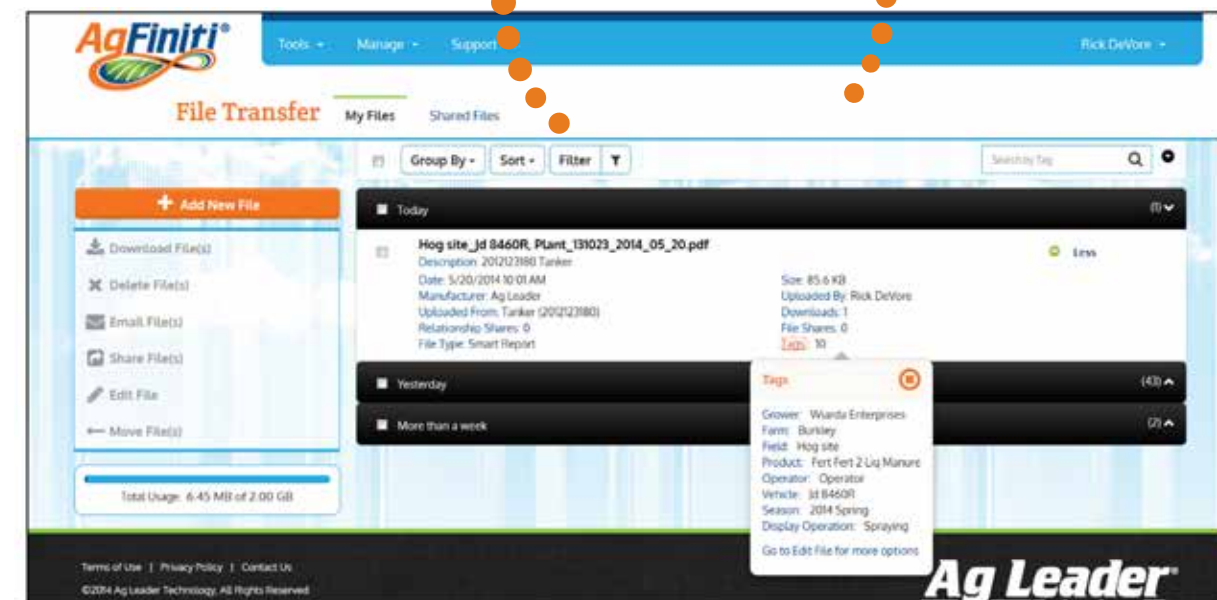 AgFiniti®
Tools
Manage
Support
Rick DeVore
File Transfer
My Files
Shared Files
Group By
Sort
Filter
Search by Tag
+ Add New File
Download File(s)
Delete File(s)
Email File(s)
Share File(s)
Edit File
Move File(s)
Total Usage: 6.45 MB of 2.00 GB
Today
(1)
Hog site_Jd 8460R, Plant_131023_2014_05_20.pdf
Less
Description: 2012123180 Tanker
Date: 5/20/2014 10:01 AM
Size: 85.6 KB
Manufacturer: Ag Leader
Uploaded By: Rick DeVore
Uploaded From: Tanker (2012123180)
Downloads: 1
Relationship Shares: 0
File Shares: 0
File Type: Smart Report
Tags: 10
Yesterday
(43)
More than a week
(2)
Tags
Grower: Wiarda Enterprises
Farm: Burkley
Field: Hog site
Product: Fert Fert 2 Liq Manure
Operator: Operator
Vehicle: Jd 8460R
Season: 2014 Spring
Display Operation: Spraying
Go to Edit File for more options
Terms of Use | Privacy Policy | Contact Us
©2014 Ag Leader Technology, All Rights Reserved
Ag Leader